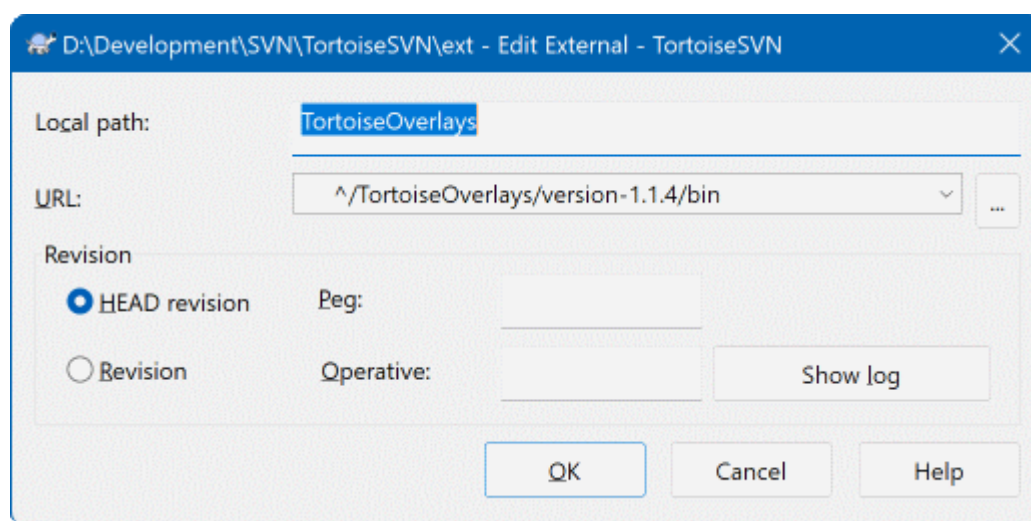 D:\Development\SVN\TortoiseSVN\ext - Edit External - TortoiseSVN
Local path: TortoiseOverlays
URL: ^/TortoiseOverlays/version-1.1.4/bin ...
Revision
HEAD revision Peg:
Revision Operative: Show log
OK Cancel Help